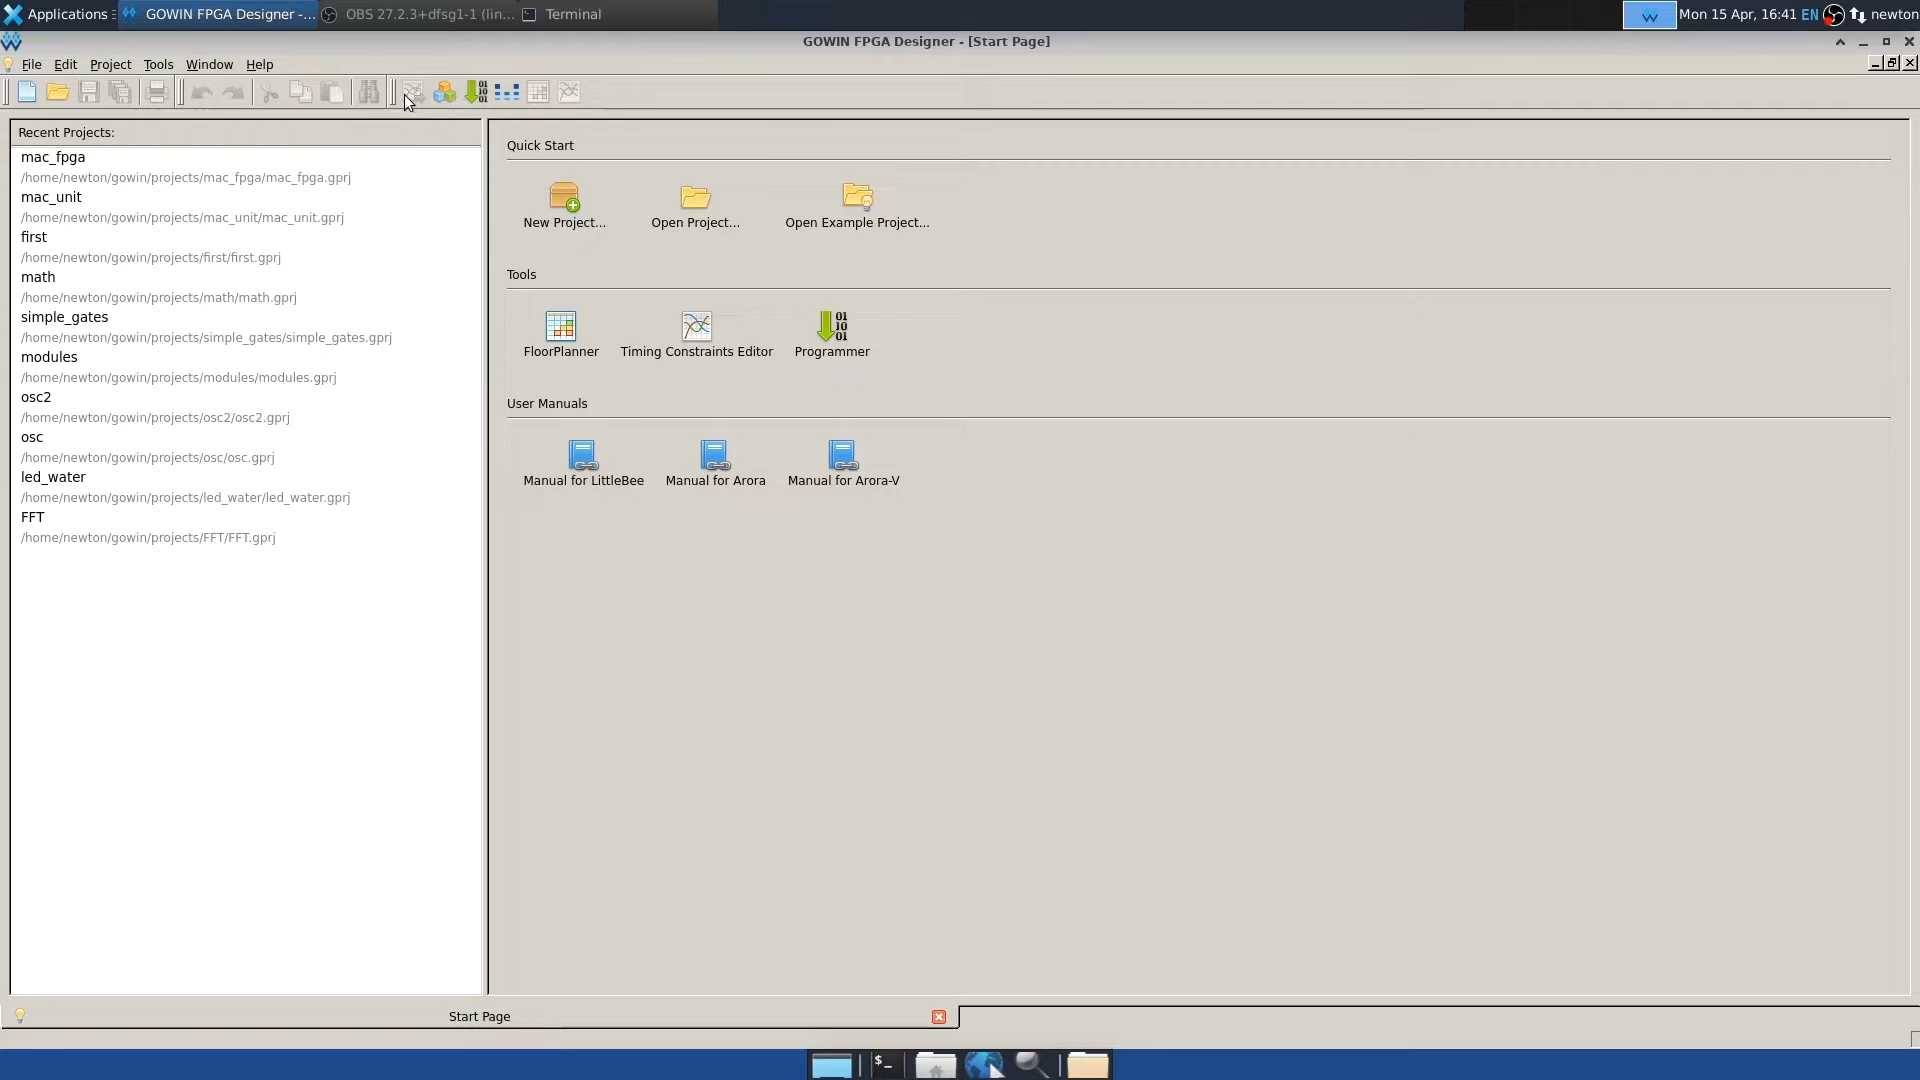 Applications
GOWIN FPGA Designer -...
OBS 27.2.3+dfsg1-1 (lin...
Terminal
Mon 15 Apr, 16:41 EN
newton
GOWIN FPGA Designer - [Start Page]
File Edit Project Tools Window Help
Recent Projects:
mac_fpga
/home/newton/gowin/projects/mac_fpga/mac_fpga.gprj
mac_unit
/home/newton/gowin/projects/mac_unit/mac_unit.gprj
first
/home/newton/gowin/projects/first/first.gprj
math
/home/newton/gowin/projects/math/math.gprj
simple_gates
/home/newton/gowin/projects/simple_gates/simple_gates.gprj
modules
/home/newton/gowin/projects/modules/modules.gprj
osc2
/home/newton/gowin/projects/osc2/osc2.gprj
osc
/home/newton/gowin/projects/osc/osc.gprj
led_water
/home/newton/gowin/projects/led_water/led_water.gprj
FFT
/home/newton/gowin/projects/FFT/FFT.gprj
Quick Start
New Project...
Open Project...
Open Example Project...
Tools
FloorPlanner
Timing Constraints Editor
Programmer
User Manuals
Manual for LittleBee
Manual for Arora
Manual for Arora-V
Start Page